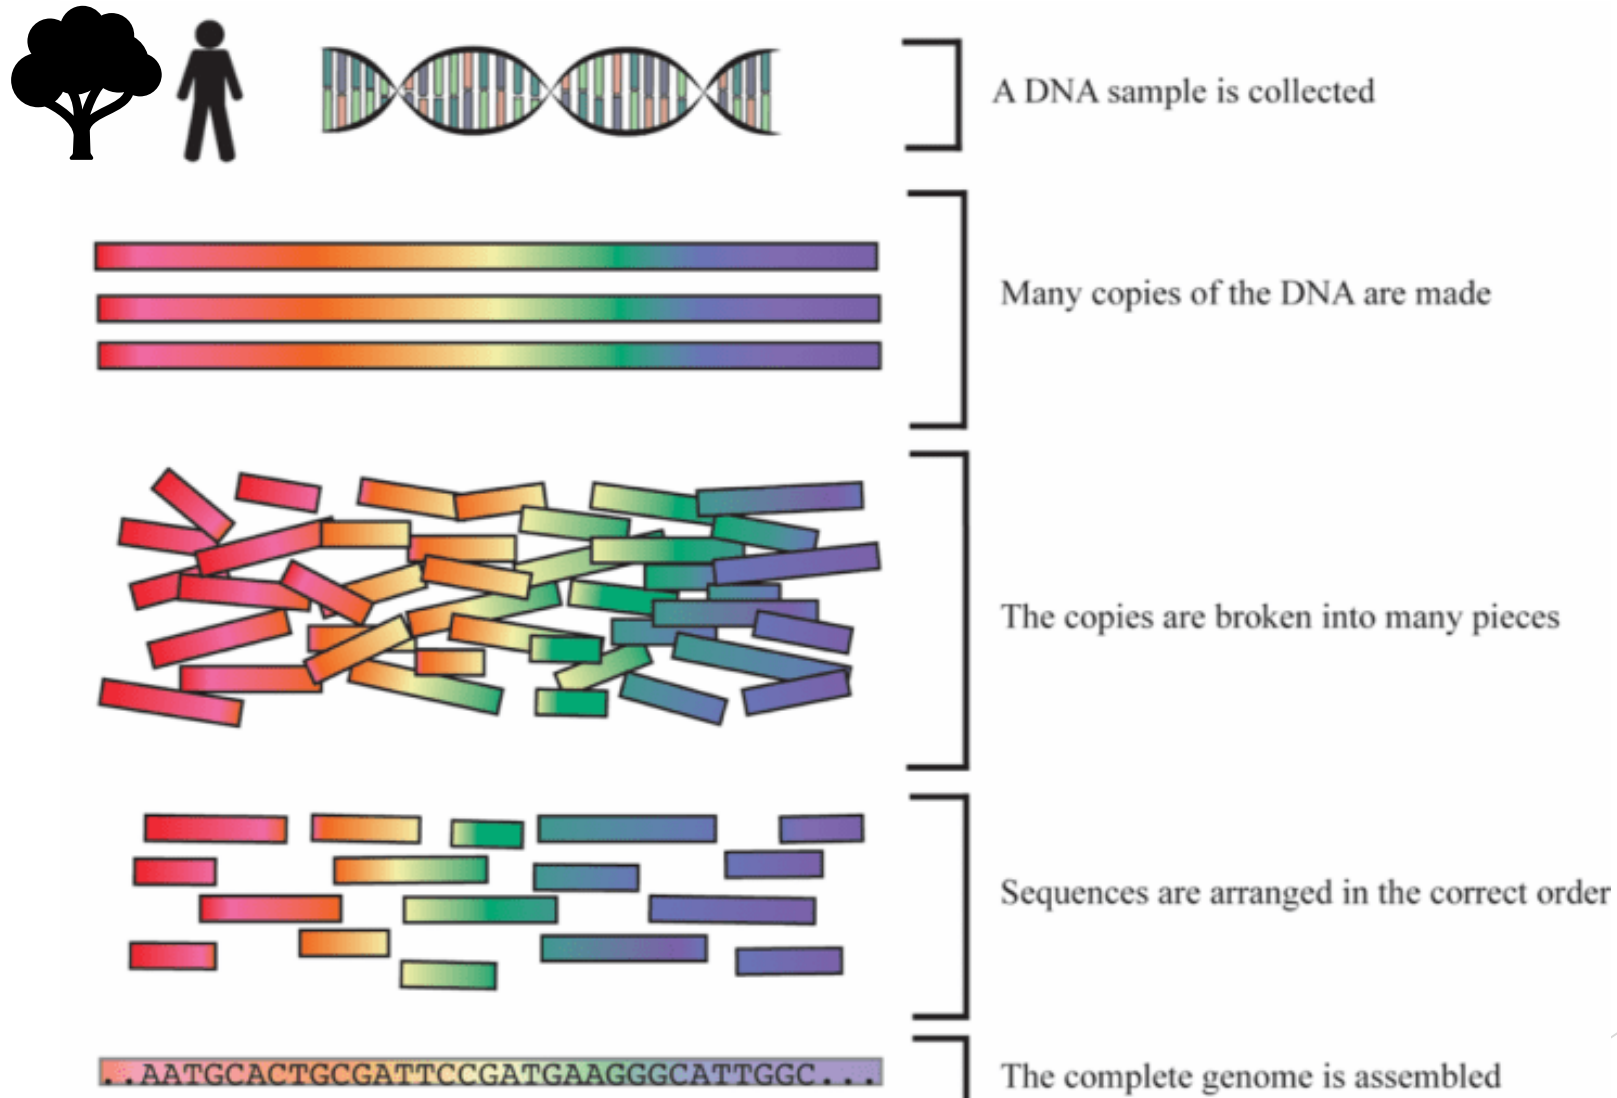 A DNA sample is collected
Many copies of the DNA are made
The copies are broken into many pieces
Sequences are arranged in the correct order
..AATGCACTGCGATTCCGATGAAGGGCATTGGC...
The complete genome is assembled